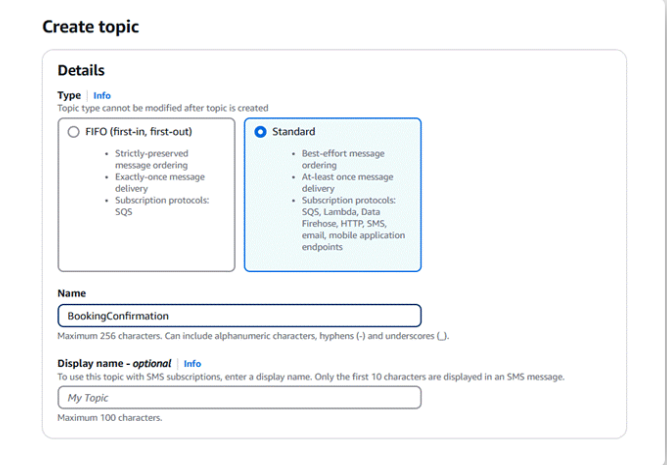 Create topic
Details
Type | Info
Topic type cannot be modified after topic is created
FIFO (first-in, first-out)
• Strictly-preserved
message ordering
• Exactly-once message
delivery
• Subscription protocols:
SQS
Standard
• Best-effort message
ordering
• At-least once message
delivery
• Subscription protocols:
SQS, Lambda, Data
Firehose, HTTP, SMS,
email, mobile application
endpoints
Name
BookingConfirmation
Maximum 256 characters. Can include alphanumeric characters, hyphens (-) and underscores (_).
Display name - optional | Info
To use this topic with SMS subscriptions, enter a display name. Only the first 10 characters are displayed in an SMS message.
My Topic
Maximum 100 characters.